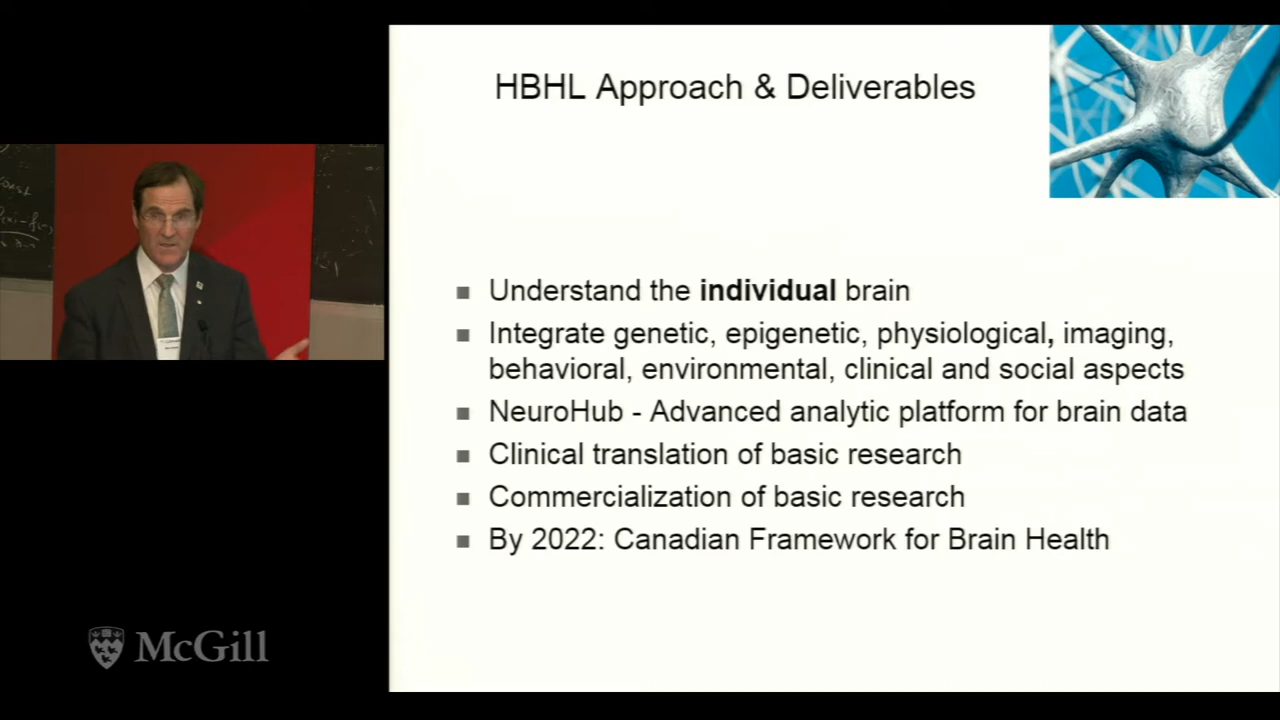 HBHL Approach & Deliverables
Understand the individual brain
Integrate genetic, epigenetic, physiological, imaging,
behavioral, environmental, clinical and social aspects
NeuroHub - Advanced analytic platform for brain data
Clinical translation of basic research
Commercialization of basic research
By 2022: Canadian Framework for Brain Health
McGill